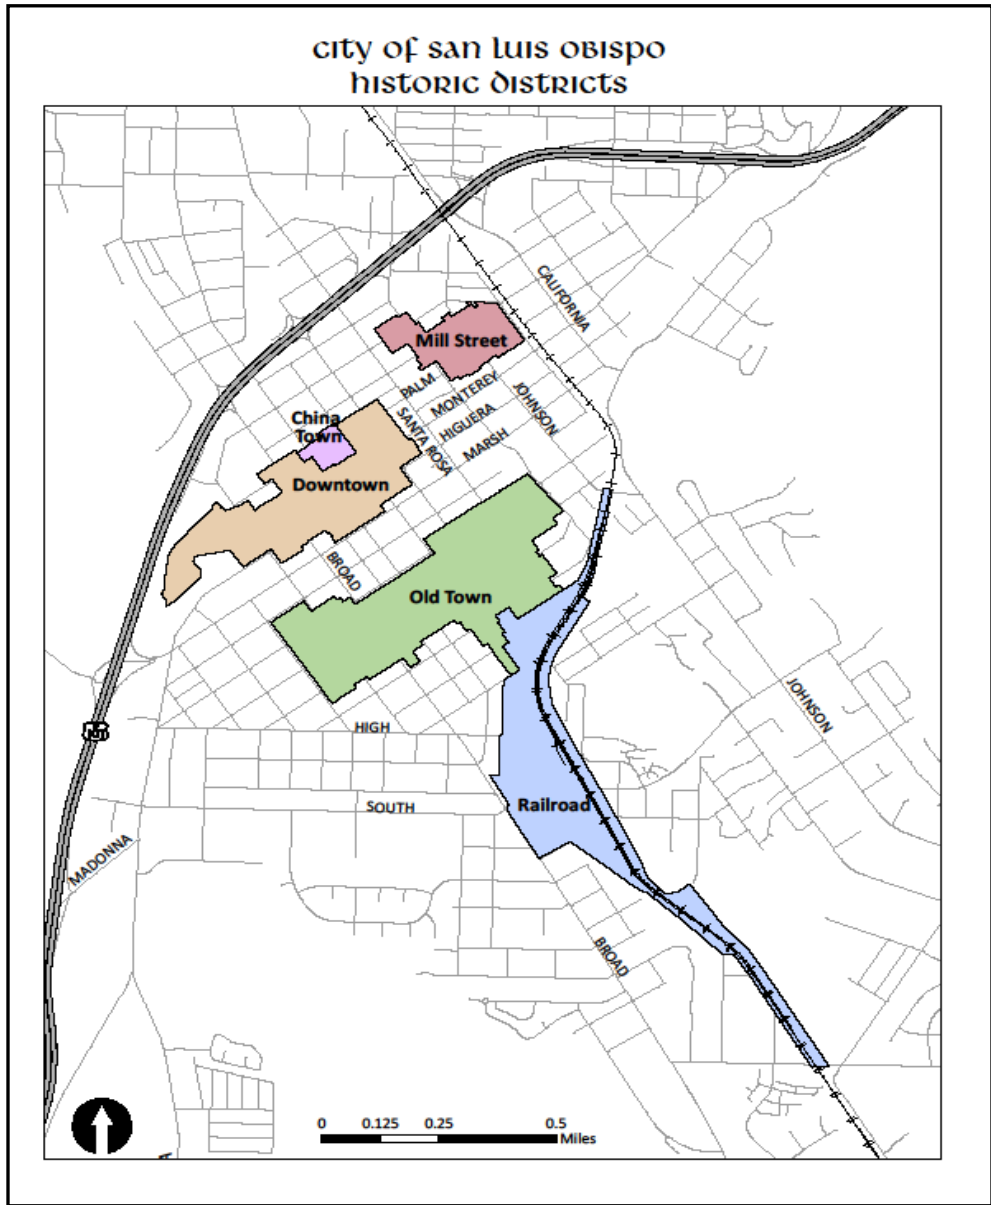 CITY OF SAN LUIS OBISPO
HISTORIC DISTRICTS
CALIFORNIA
Mill Street
PALM
MONTEREY
JOHNSON
HIGUERA
SANTA ROSA
MARSH
China
Town
Downtown
BROAD
Old Town
JOHNSON
HIGH
SOUTH
Railroad
MADONNA
BROAD
0 0.125 0.25 0.5
Miles